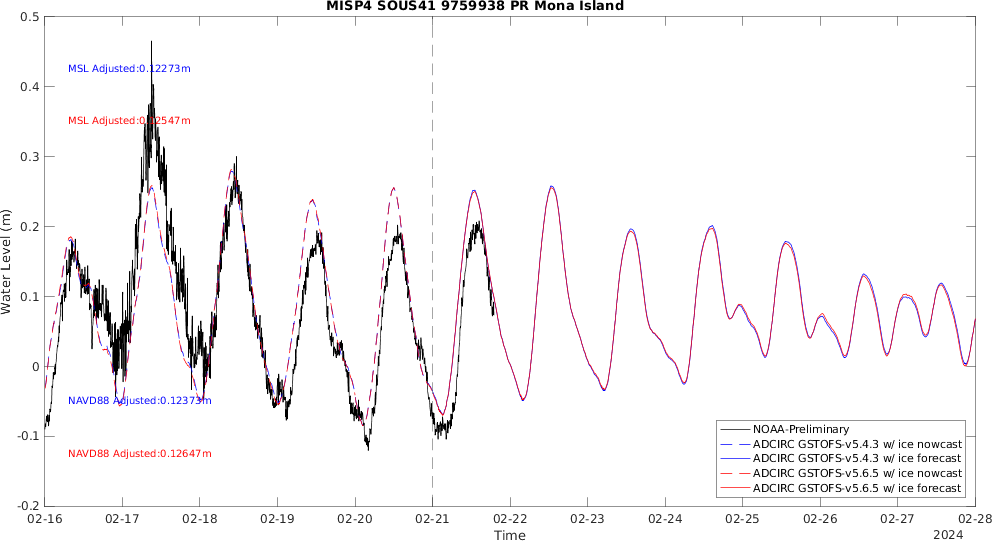 MISP4 SOUS41 9759938 PR Mona Island
Water Level (m)
0.5
0.4
0.3
0.2
0.1
0
-0.1
-0.2
MSL Adjusted:0.12273m
MSL Adjusted:0.12547m
NAVD88 Adjusted:0.12373m
NAVD88 Adjusted:0.12647m
NOAA-Preliminary
ADCIRC GSTOFS-v5.4.3 w/ ice nowcast
ADCIRC GSTOFS-v5.4.3 w/ ice forecast
ADCIRC GSTOFS-v5.6.5 w/ ice nowcast
ADCIRC GSTOFS-v5.6.5 w/ ice forecast
02-16 02-17 02-18 02-19 02-20 02-21 02-22 02-23 02-24 02-25 02-26 02-27 02-28
Time
2024